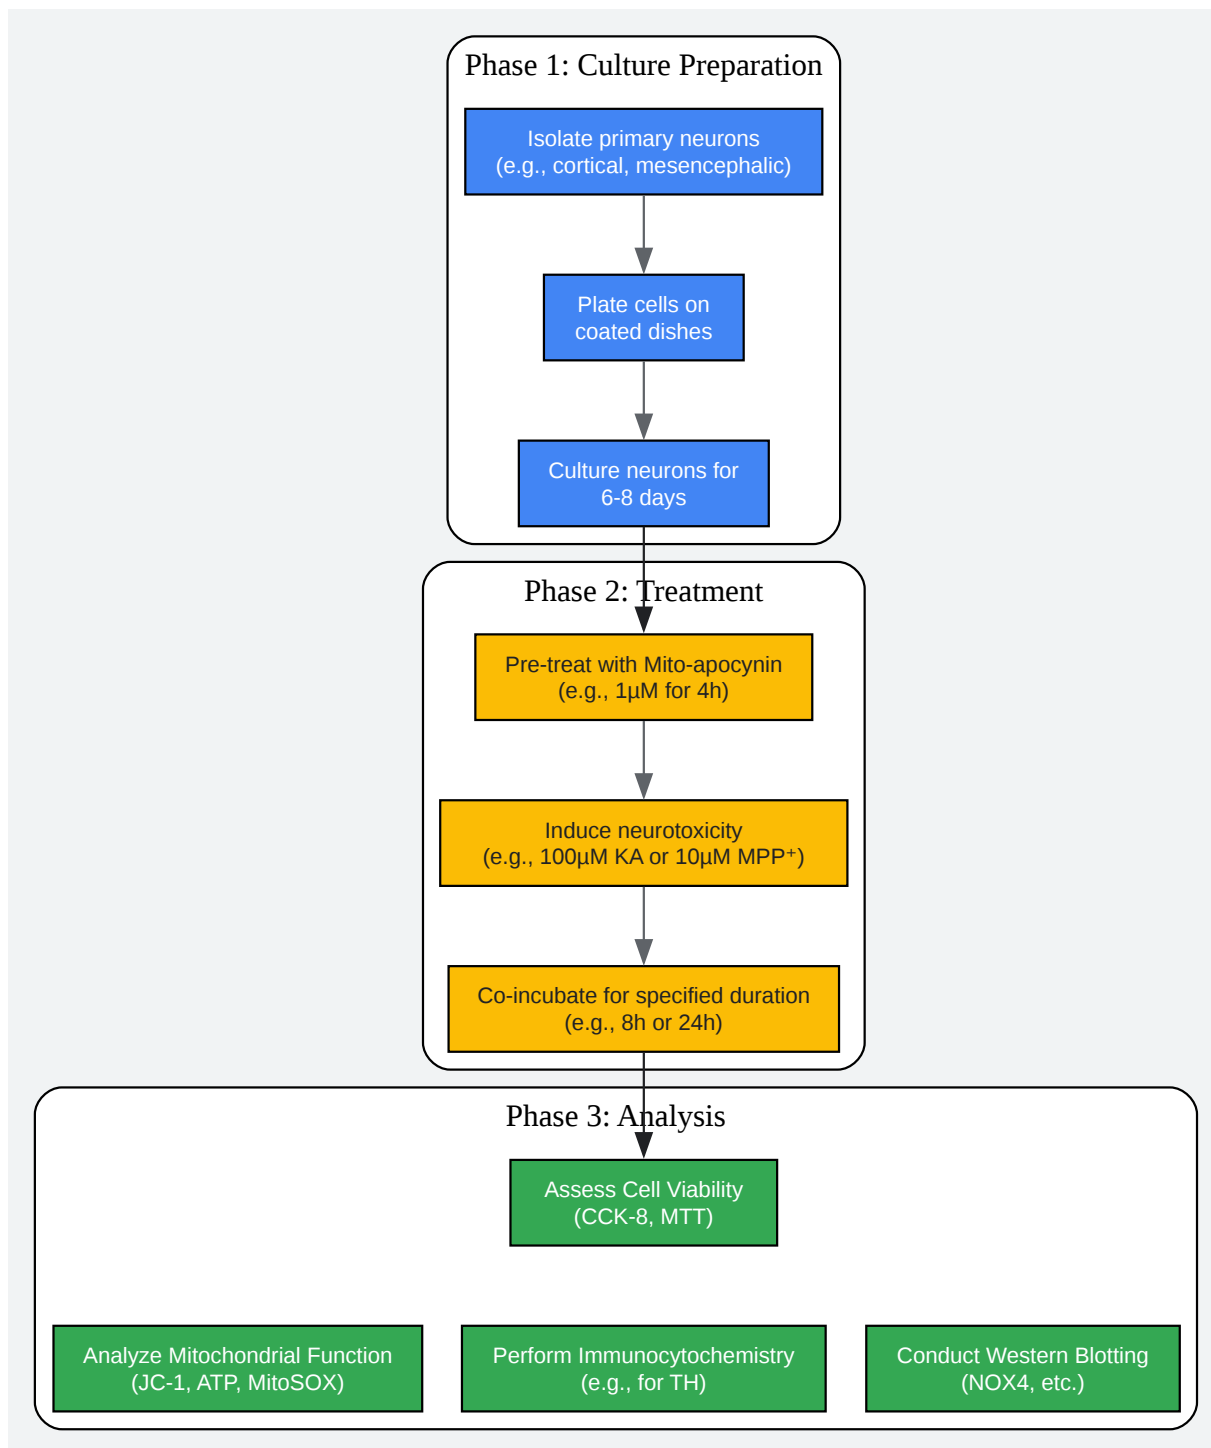 Phase 1: Culture Preparation
Isolate primary neurons
(e.g., cortical, mesencephalic)
Plate cells on
coated dishes
Culture neurons for
6-8 days
Phase 2: Treatment
Pre-treat with Mito-apocynin
(e.g., 1µM for 4h)
Induce neurotoxicity
(e.g., 100µM KA or 10µM MPP⁺)
Co-incubate for specified duration
(e.g., 8h or 24h)
Phase 3: Analysis
Assess Cell Viability
(CCK-8, MTT)
Analyze Mitochondrial Function
(JC-1, ATP, MitoSOX)
Perform Immunocytochemistry
(e.g., for TH)
Conduct Western Blotting
(NOX4, etc.)